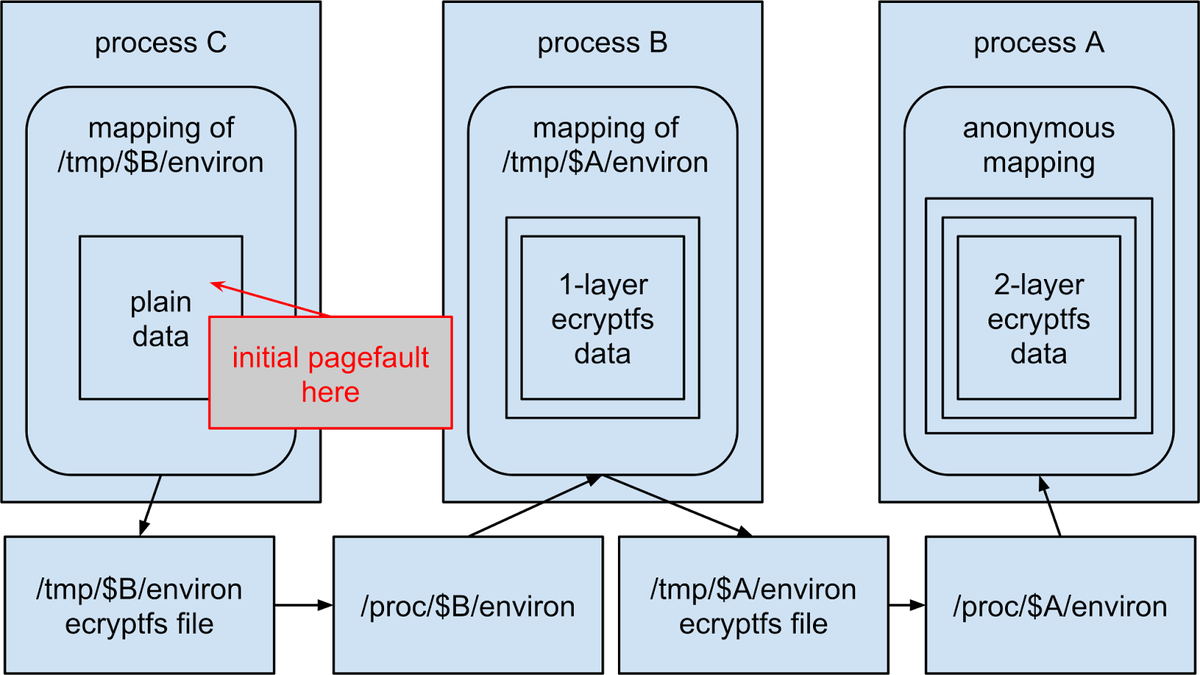 process C
mapping of
/tmp/$B/environ
plain
data
initial pagefault
here
process B
mapping of
/tmp/$A/environ
1-layer
ecryptfs
data
process A
anonymous
mapping
2-layer
ecryptfs
data
/tmp/$B/environ
ecryptfs file
/proc/$B/environ
/tmp/$A/environ
ecryptfs file
/proc/$A/environ